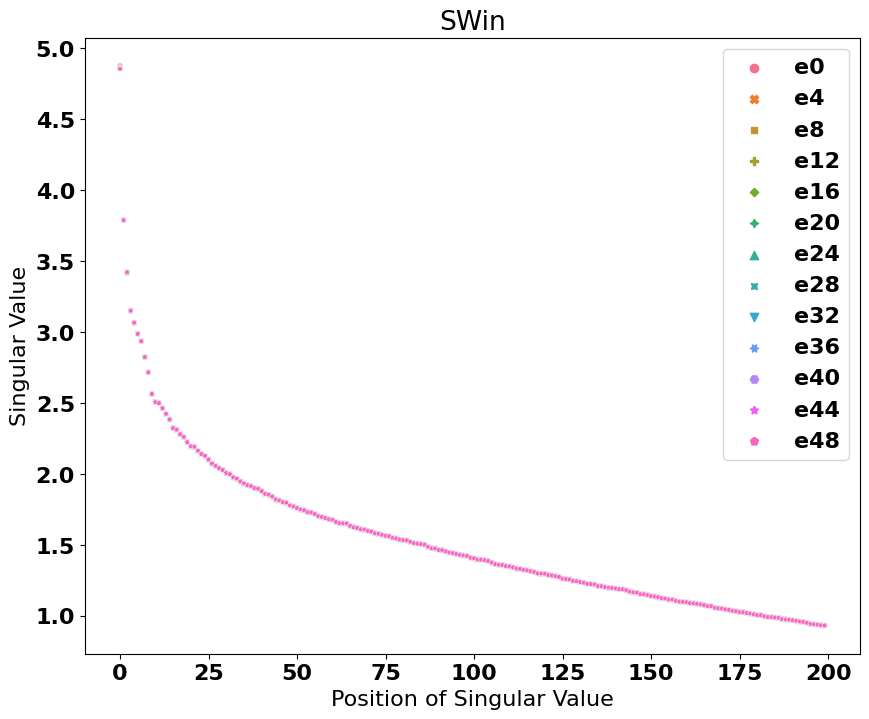 SWin
5.0
4.5
4.0
3.5
3.0
2.5
2.0
1.5
1.0
Singular Value
e0
e4
e8
e12
e16
e20
e24
e28
e32
e36
e40
e44
e48
0 25 50 75 100 125 150 175 200
Position of Singular Value